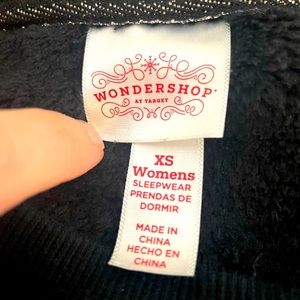 WONDERSHOP
AT TARGET
XS
Womens
SLEEPWEAR
PRENDAS DE
DORMIR
MADE IN
CHINA
HECHO EN
CHINA